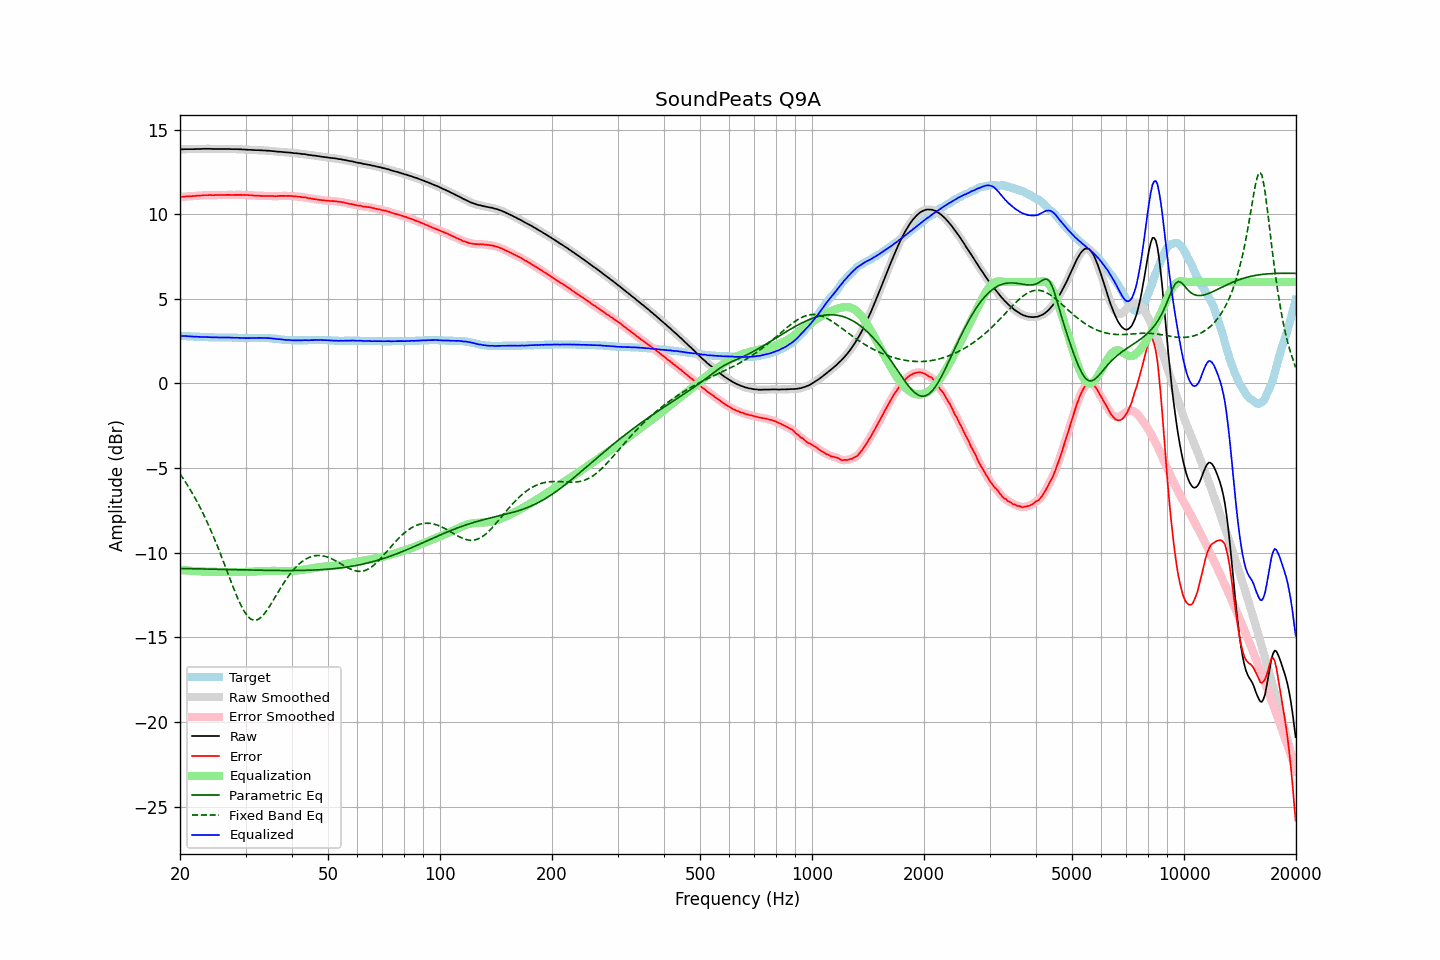 SoundPeats Q9A
Amplitude (dBr)
15
10
5
0
−5
−10
−15
−20
−25
Target
Raw Smoothed
Error Smoothed
Raw
Error
Equalization
Parametric Eq
Fixed Band Eq
Equalized
20 50 100 200 500 1000 2000 5000 10000 20000
Frequency (Hz)